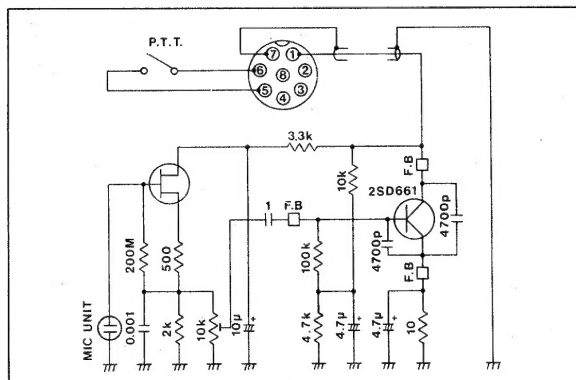 P.T.T.
7
1
6
8
2
5
4
3
3.3k
10k
F.B
2SD661
4700p
1
F.B
200M
500
100k
4700p
F.B
MIC UNIT
0.001
2k
10k
10μ
+
4.7k
4.7μ
+
4.7μ
+
10